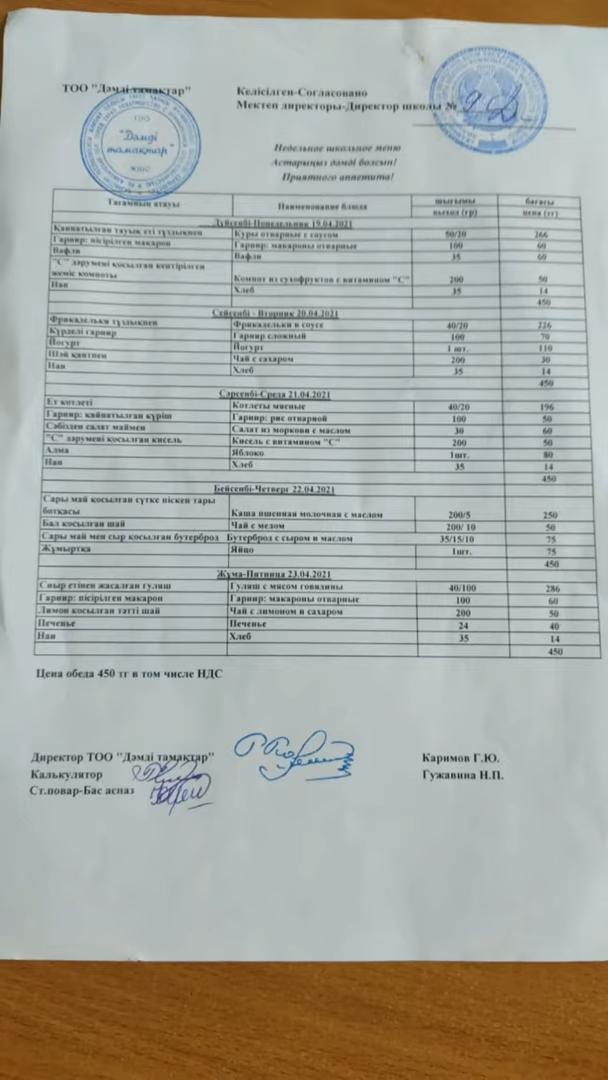 ТОО "Дәмді тамақтар" Келісілген-Согласовано
Мектеп директоры-Директор школы №
ТОО
"Дәмді
тамақтар"
Недельное школьное меню
Астарыңыз дәмді болсын!
Приятного аппетита!
Тағамның атауы Наименование блюда шығымы бағасы
выход (гр) цена (тг)
Дүйсенбі-Понедельник 19.04.2021
Қайнатылған тауық еті тұздықпен Куры отварные с соусом 50/20 266
Гарнир: пісірілген макарон Гарнир: макароны отварные 100 60
Вафли Вафли 35 60
"С" дәрумені қосылған кептірілген
жеміс компоты Компот из сухофруктов с витамином "С" 200 50
Нан Хлеб 35 14
450
Сейсенбі - Вторник 20.04.2021
Фрикадельки тұздықпен Фрикадельки в соусе 40/20 226
Күрделі гарнир Гарнир сложный 100 70
Йогурт Йогурт 1 шт. 110
Шәй қантпен Чай с сахаром 200 30
Нан Хлеб 35 14
450
Сәрсенбі-Среда 21.04.2021
Ет котлеті Котлеты мясные 40/20 196
Гарнир: қайнатылған күріш Гарнир: рис отварной 100 50
Сәбізден салат маймен Салат из моркови с маслом 30 60
"С" дәрумені қосылған кисель Кисель с витамином "С" 200 50
Алма Яблоко 1шт. 80
Нан Хлеб 35 14
450
Бейсенбі-Четверг 22.04.2021
Сары май қосылған сүтке піскен тары
ботқасы Каша пшенная молочная с маслом 200/5 250
Бал қосылған шай Чай с медом 200/ 10 50
Сары май мен сыр қосылған бутерброд Бутерброд с сыром и маслом 35/15/10 75
Жұмыртқа Яйцо 1шт. 75
450
Жұма-Пятница 23.04.2021
Сиыр етінен жасалған гуляш Гуляш с мясом говядины 40/100 286
Гарнир: пісірілген макарон Гарнир: макароны отварные 100 60
Лимон қосылған тәтті шай Чай с лимоном и сахаром 200 50
Печенье Печенье 24 40
Нан Хлеб 35 14
450
Цена обеда 450 тг в том числе НДС
Директор ТОО "Дәмді тамақтар" Каримов Г.Ю.
Калькулятор Гужавина Н.П.
Ст.повар-Бас аспаз